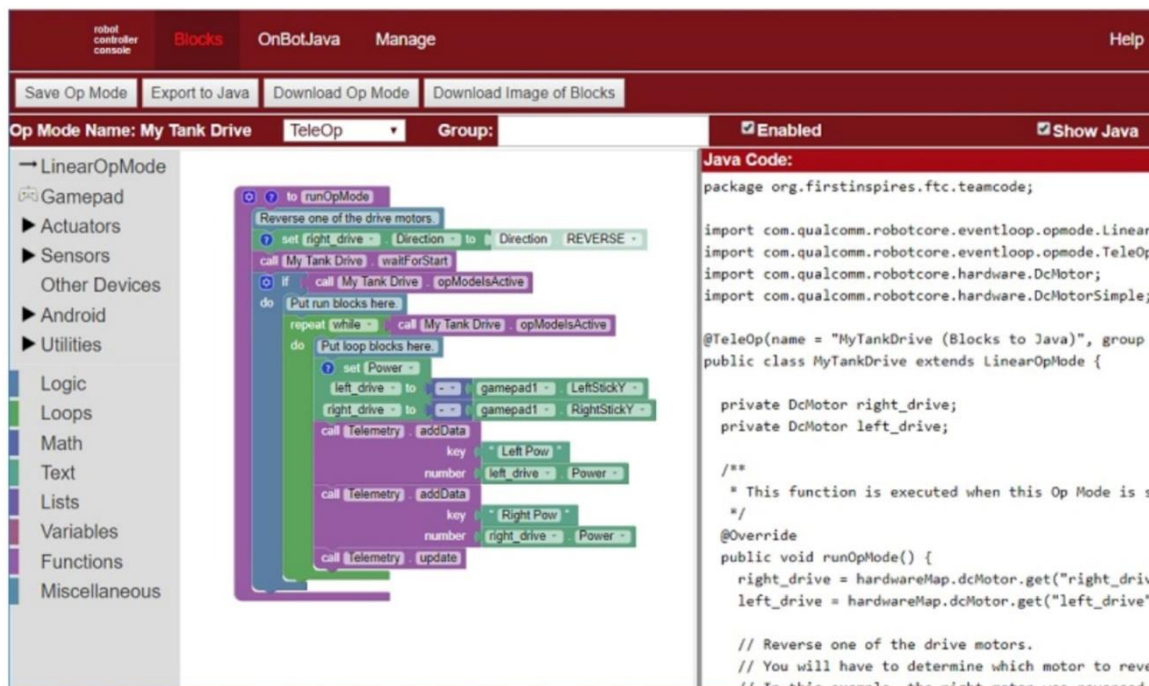 robot
controller
console
Blocks
OnBotJava
Manage
Help
Save Op Mode
Export to Java
Download Op Mode
Download Image of Blocks
Op Mode Name: My Tank Drive
TeleOp
Group:
Enabled
Show Java
LinearOpMode
Gamepad
Actuators
Sensors
Other Devices
Android
Utilities
Logic
Loops
Math
Text
Lists
Variables
Functions
Miscellaneous
? to runOpMode
Reverse one of the drive motors.
? set right_drive . Direction to Direction REVERSE
call My Tank Drive . waitForStart
if call My Tank Drive . opModeIsActive
do Put run blocks here.
repeat while call My Tank Drive . opModeIsActive
do Put loop blocks here.
? set Power
left_drive to - gamepad1 . LeftStickY
right_drive to - gamepad1 . RightStickY
call Telemetry . addData
key " Left Pow "
number left_drive . Power
call Telemetry . addData
key " Right Pow "
number right_drive . Power
call Telemetry . update
Java Code:
package org.firstinspires.ftc.teamcode;
import com.qualcomm.robotcore.eventloop.opmode.Linear
import com.qualcomm.robotcore.eventloop.opmode.TeleOp
import com.qualcomm.robotcore.hardware.DcMotor;
import com.qualcomm.robotcore.hardware.DcMotorSimple;
@TeleOp(name = "MyTankDrive (Blocks to Java)", group
public class MyTankDrive extends LinearOpMode {
private DcMotor right_drive;
private DcMotor left_drive;
/**
* This function is executed when this Op Mode is s
*/
@Override
public void runOpMode() {
right_drive = hardwareMap.dcMotor.get("right_driv
left_drive = hardwareMap.dcMotor.get("left_drive"
// Reverse one of the drive motors.
// You will have to determine which motor to reve
// In this example, the right motor was reversed